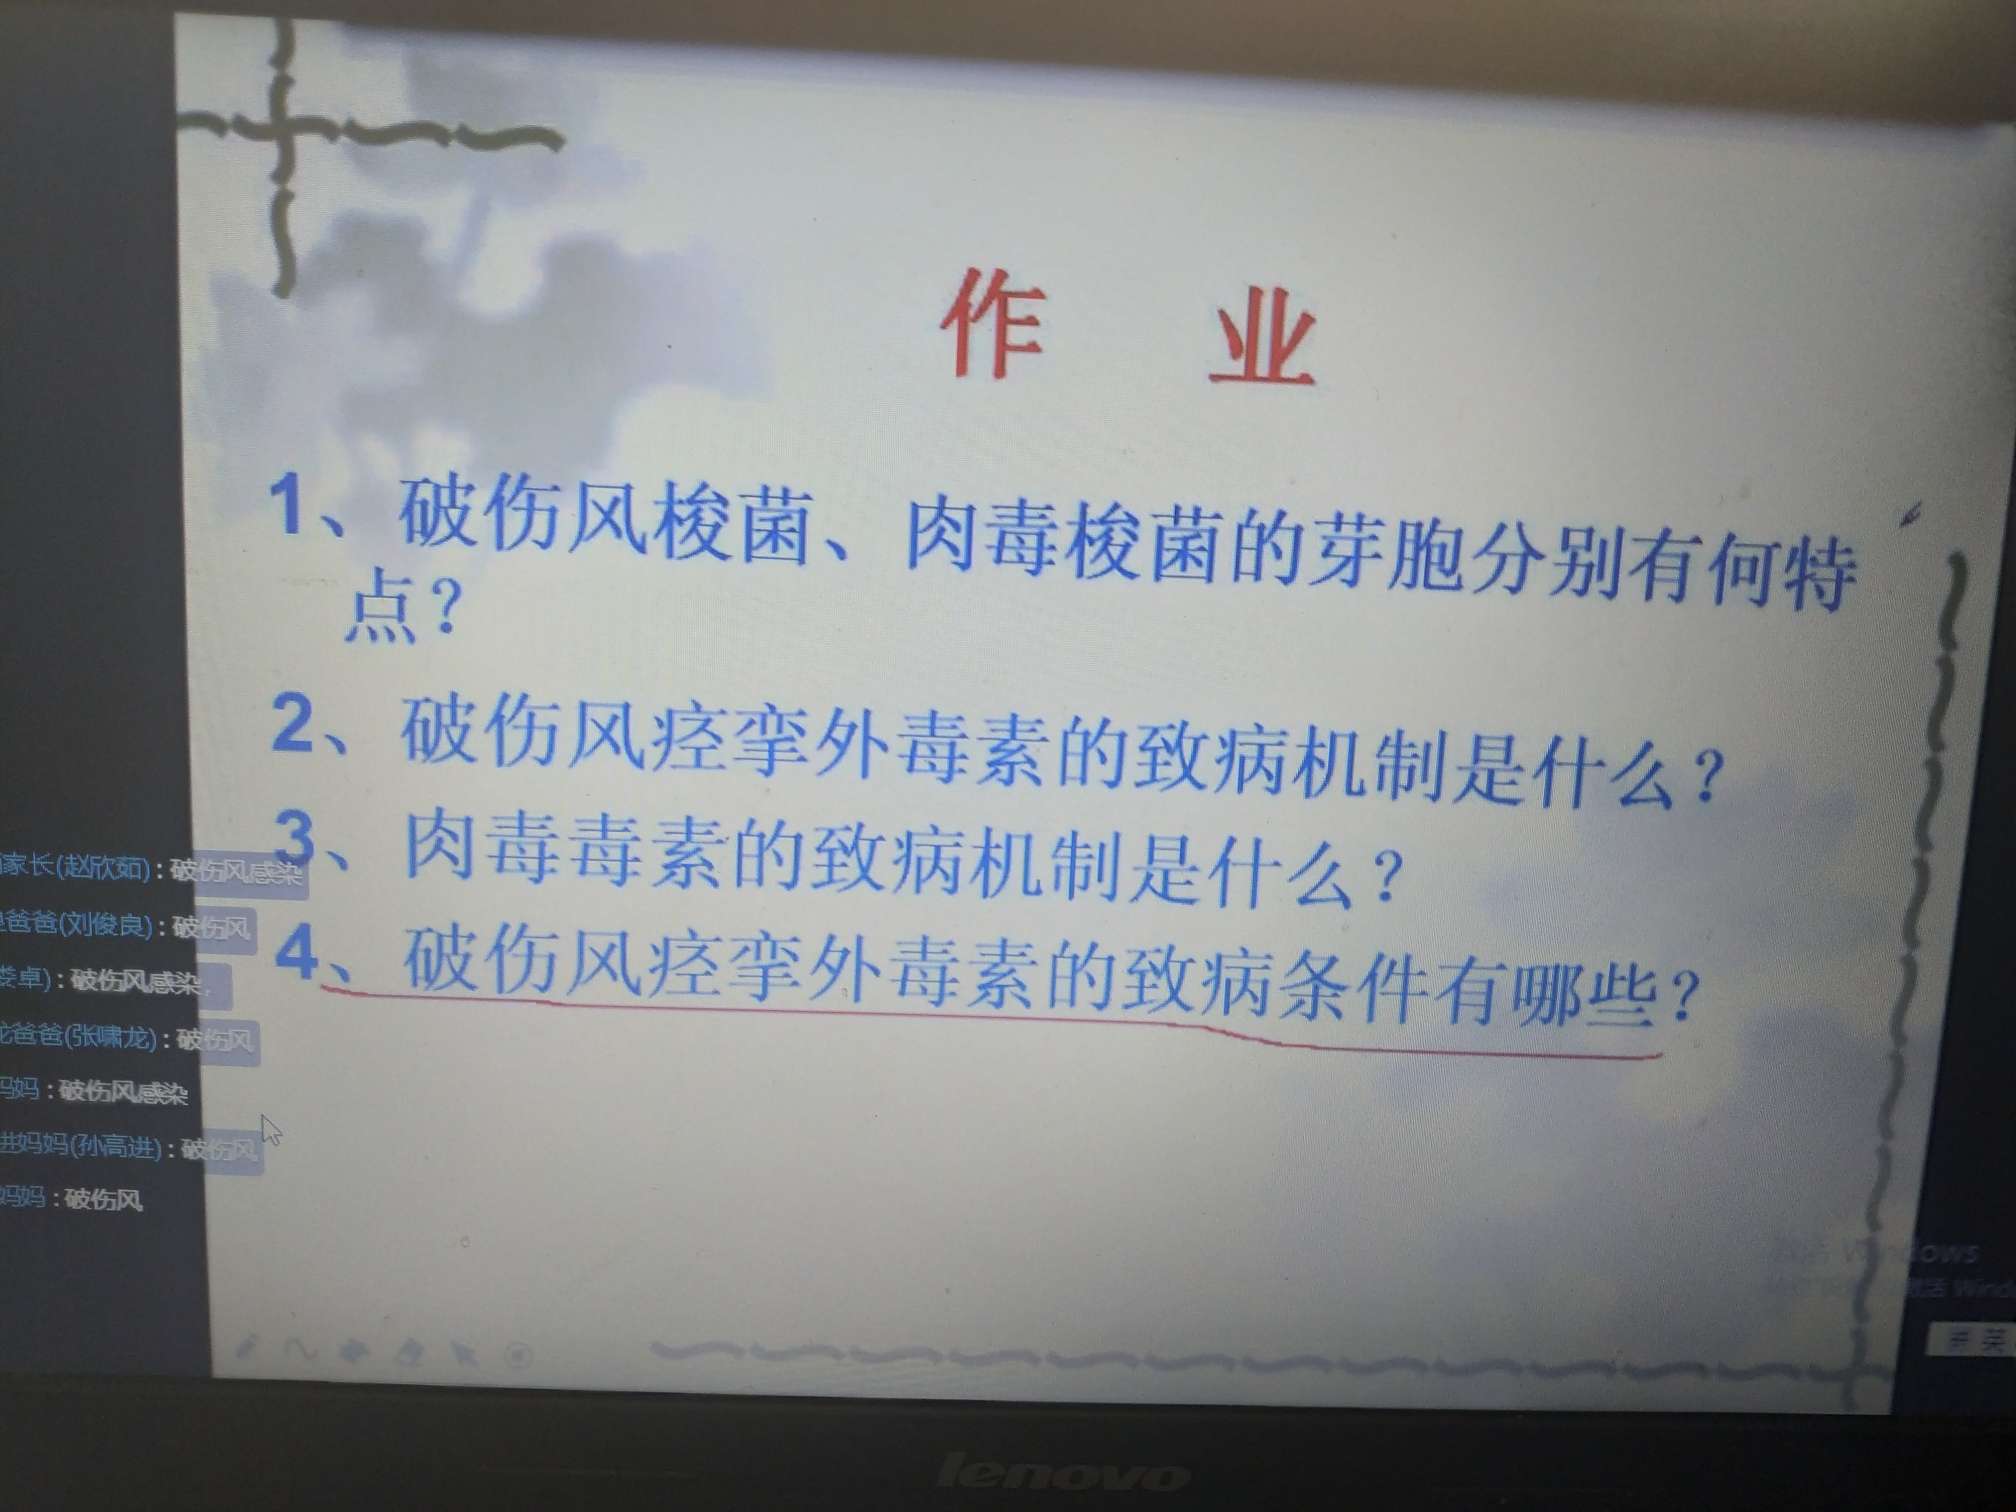 作 业
1、破伤风梭菌、肉毒梭菌的芽胞分别有何特
点?
2、破伤风痉挛外毒素的致病机制是什么?
3、肉毒毒素的致病机制是什么?
4、破伤风痉挛外毒素的致病条件有哪些?
家长(赵欣茹) : 破伤风感染
爸爸(刘俊良) : 破伤风
娄卓) : 破伤风感染,
爸爸(张啸龙) : 破伤风
妈妈 : 破伤风感染
进妈妈(孙高进) : 破伤风
妈妈 : 破伤风
Windows
激活 Wind
英
lenovo